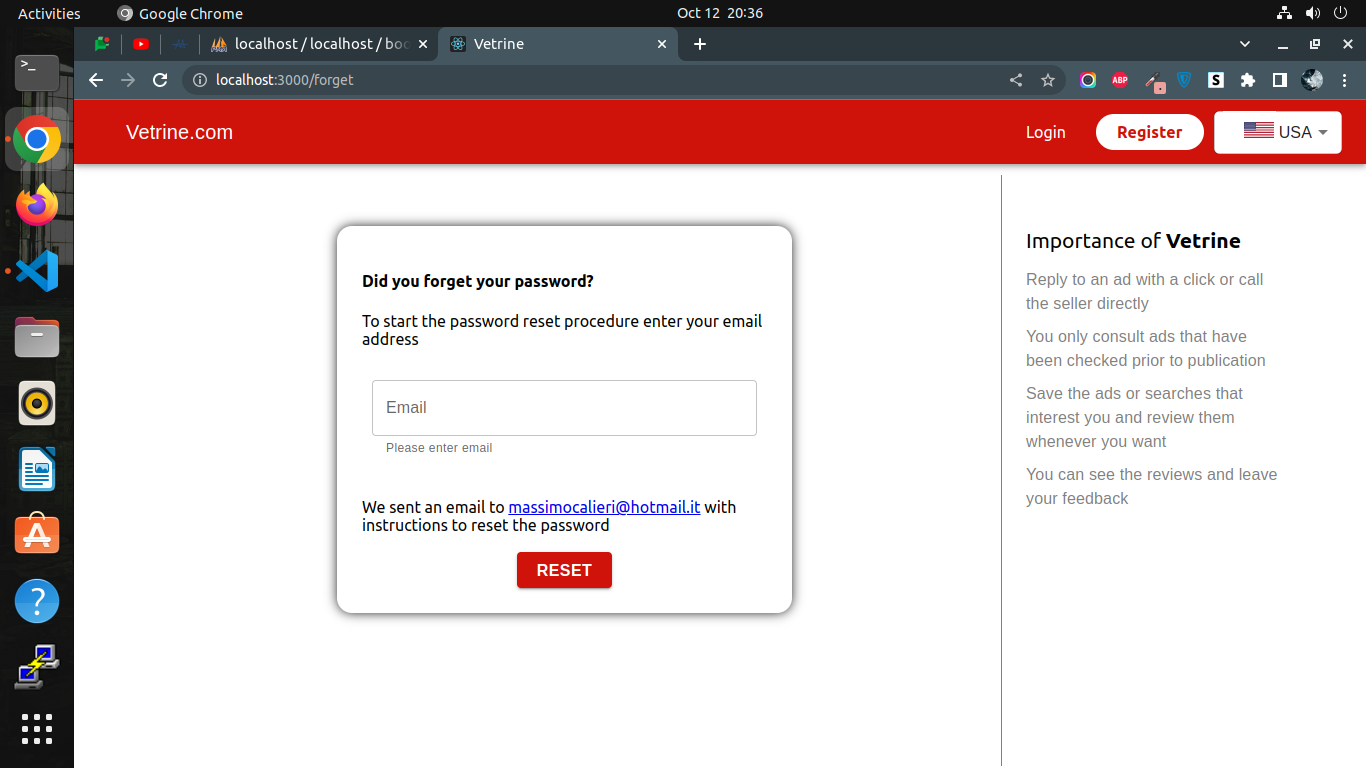 Activities
Google Chrome
Oct 12 20:36
localhost / localhost / boo
Vetrine
localhost:3000/forget
ABP
S
>_
Vetrine.com
Login
Register
USA
Did you forget your password?
To start the password reset procedure enter your email
address
Email
Please enter email
We sent an email to massimocalieri@hotmail.it with
instructions to reset the password
RESET
Importance of Vetrine
Reply to an ad with a click or call
the seller directly
You only consult ads that have
been checked prior to publication
Save the ads or searches that
interest you and review them
whenever you want
You can see the reviews and leave
your feedback